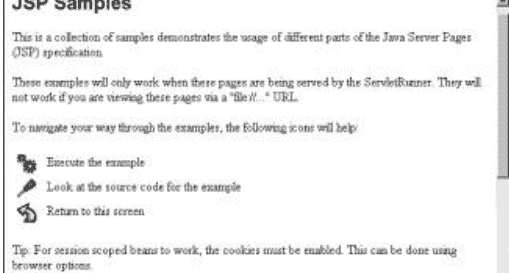 JSP Samples
This is a collection of samples demonstrates the usage of different parts of the Java Server Pages
(JSP) specification.
These examples will only work when these pages are being served by the ServletRunner. They will
not work if you are viewing these pages via a "file://..." URL.
To navigate your way through the examples, the following icons will help:
Execute the example
Look at the source code for the example
Return to this screen
Tip: For session scoped beans to work, the cookies must be enabled. This can be done using
browser options.